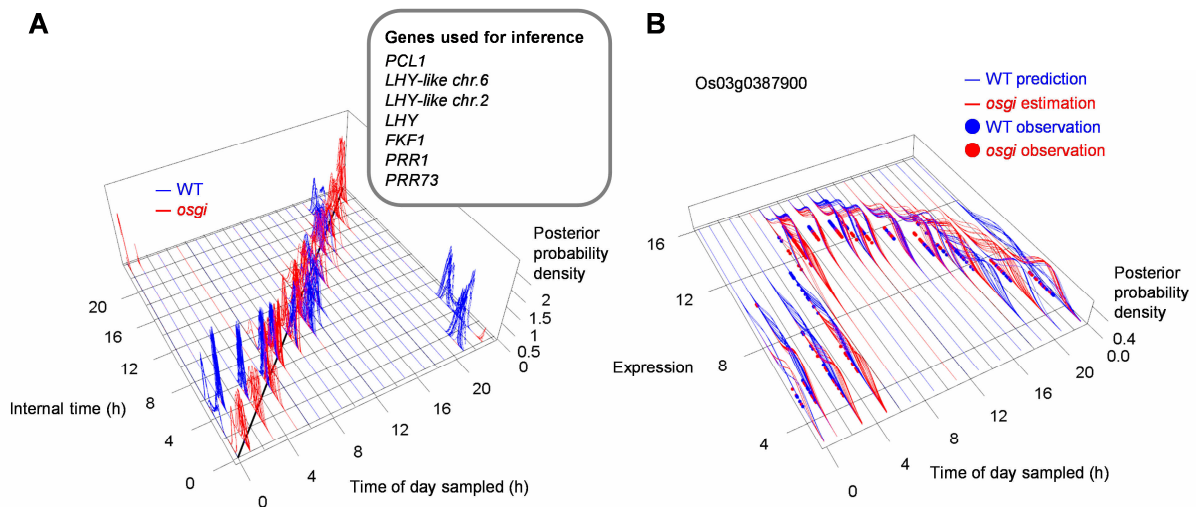 A
Genes used for inference
PCL1
LHY-like chr.6
LHY-like chr.2
LHY
FKF1
PRR1
PRR73
WT
osgi
Posterior
probability
density
2
1.5
1
0.5
0
20
16
12
8
4
0
Internal time (h)
0
4
8
12
16
20
Time of day sampled (h)
B
Os03g0387900
WT prediction
osgi estimation
WT observation
osgi observation
16
12
8
4
Expression
Posterior
probability
density
0.4
0.0
0
4
8
12
16
20
Time of day sampled (h)